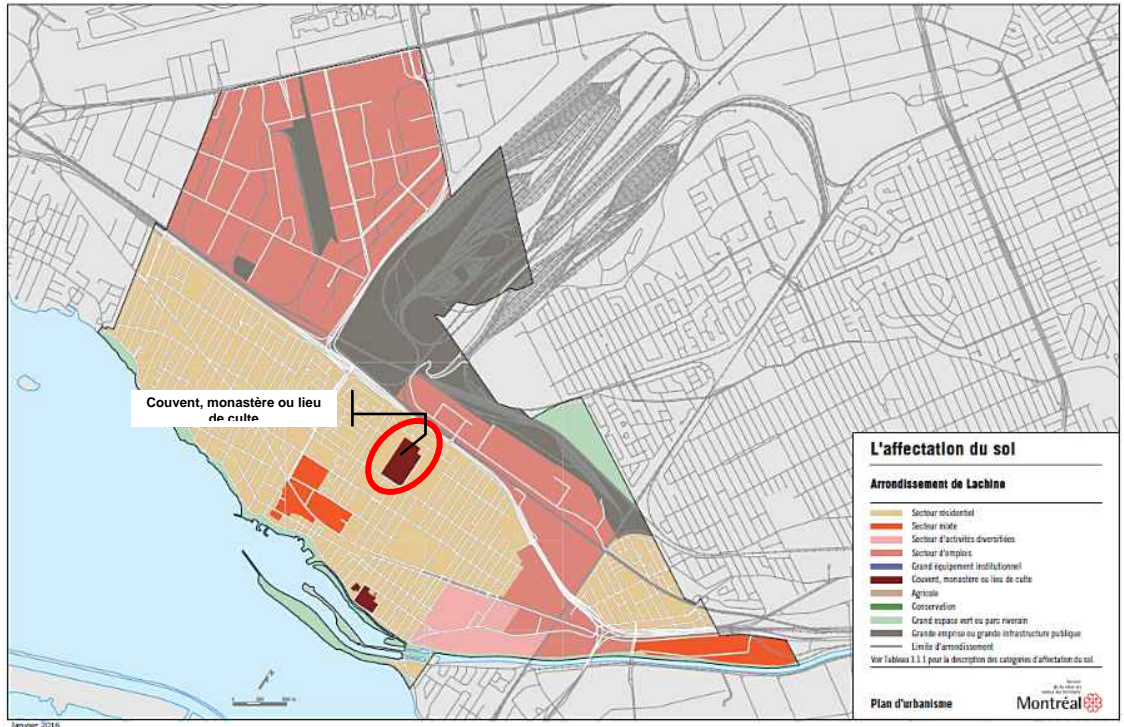 Couvent, monastère ou lieu
de culte
L'affectation du sol
Arrondissement de Lachine
Secteur résidentiel
Secteur mixte
Secteur d'activités diversifiées
Secteur d'emplois
Grand équipement institutionnel
Couvent, monastère ou lieu de culte
Agricole
Conservation
Grand espace vert ou parc riverain
Grande emprise ou grande infrastructure publique
Limite d'arrondissement
Voir Tableau 3.1.1 pour la description des catégories d'affectation du sol.
Plan d'urbanisme
Montréal
Janvier 2016